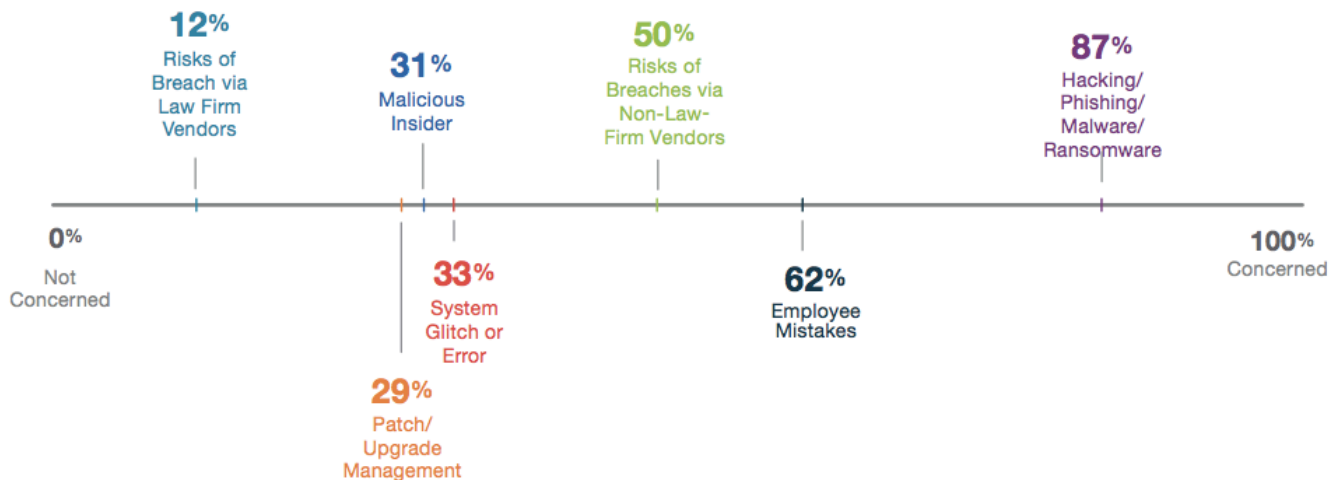 12%
Risks of
Breach via
Law Firm
Vendors
31%
Malicious
Insider
50%
Risks of
Breaches via
Non-Law-
Firm Vendors
87%
Hacking/
Phishing/
Malware/
Ransomware
0%
Not
Concerned
29%
Patch/
Upgrade
Management
33%
System
Glitch or
Error
62%
Employee
Mistakes
100%
Concerned